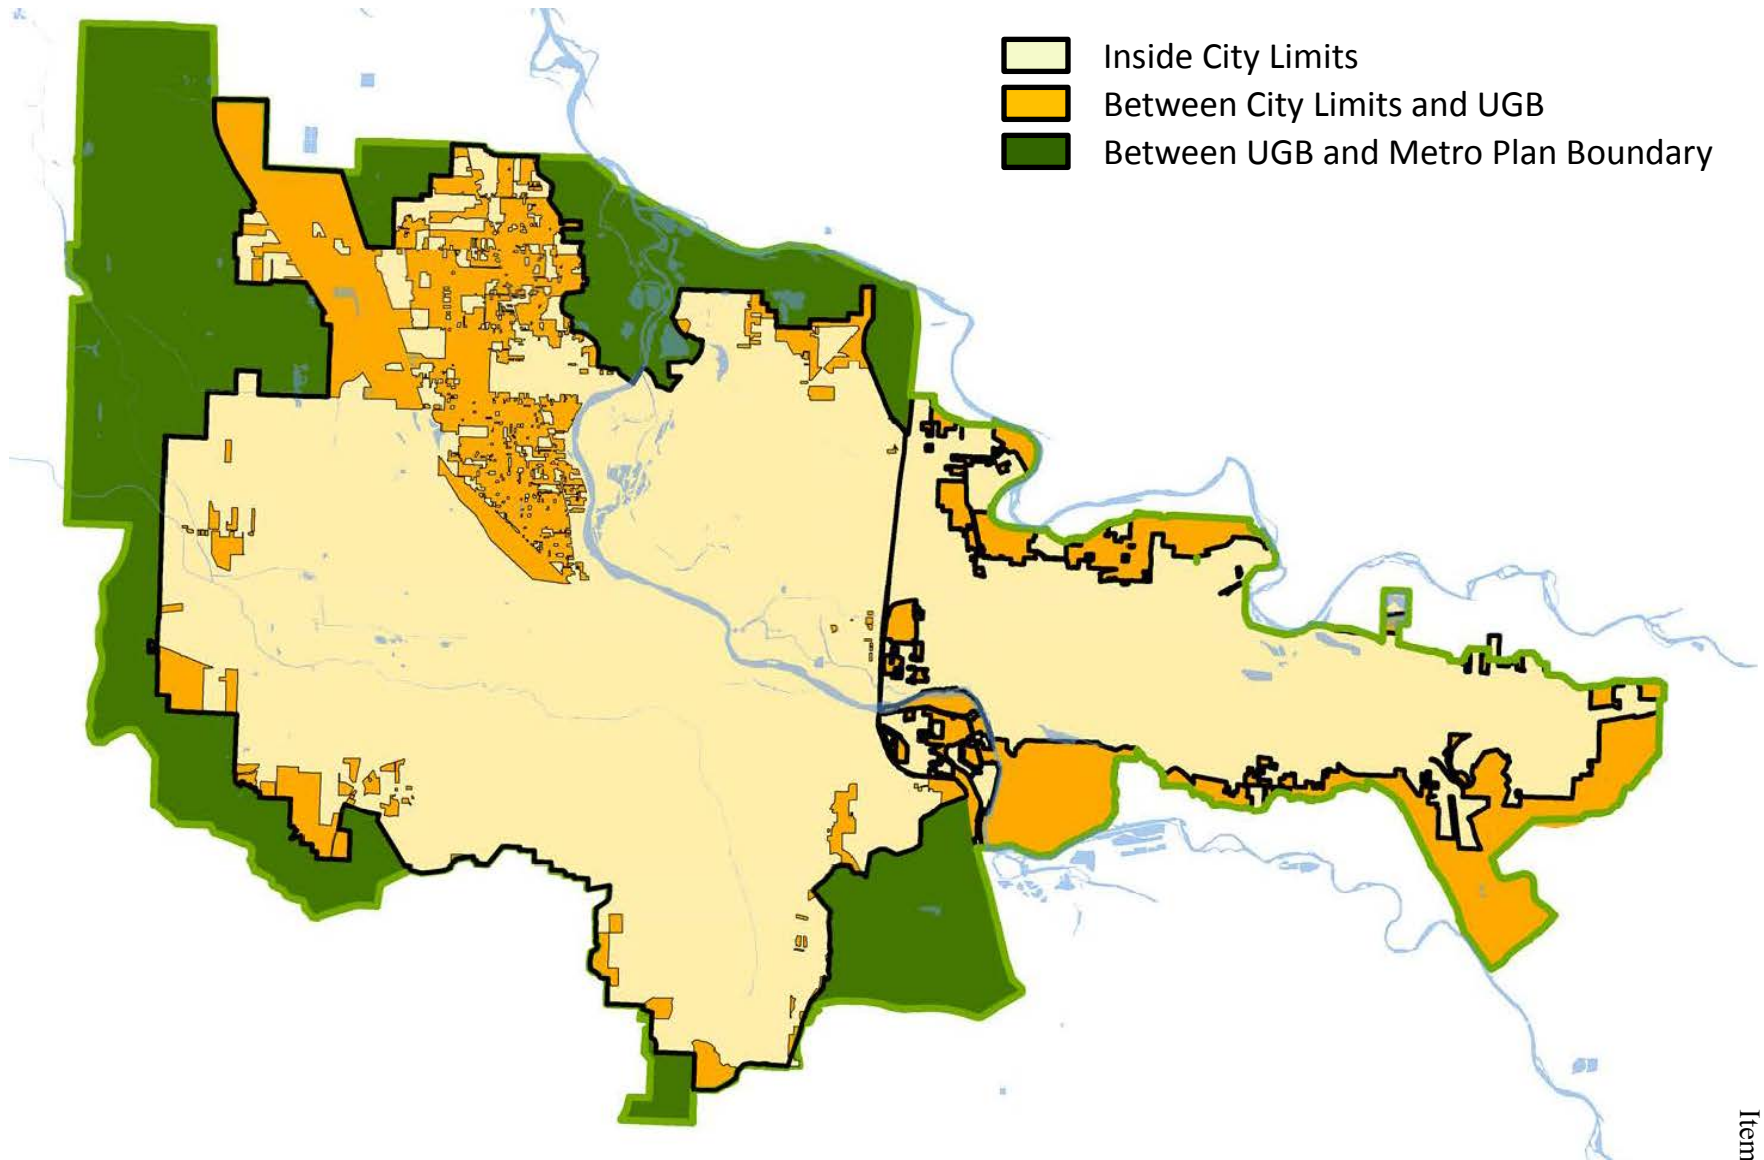 Inside City Limits
Between City Limits and UGB
Between UGB and Metro Plan Boundary
Item